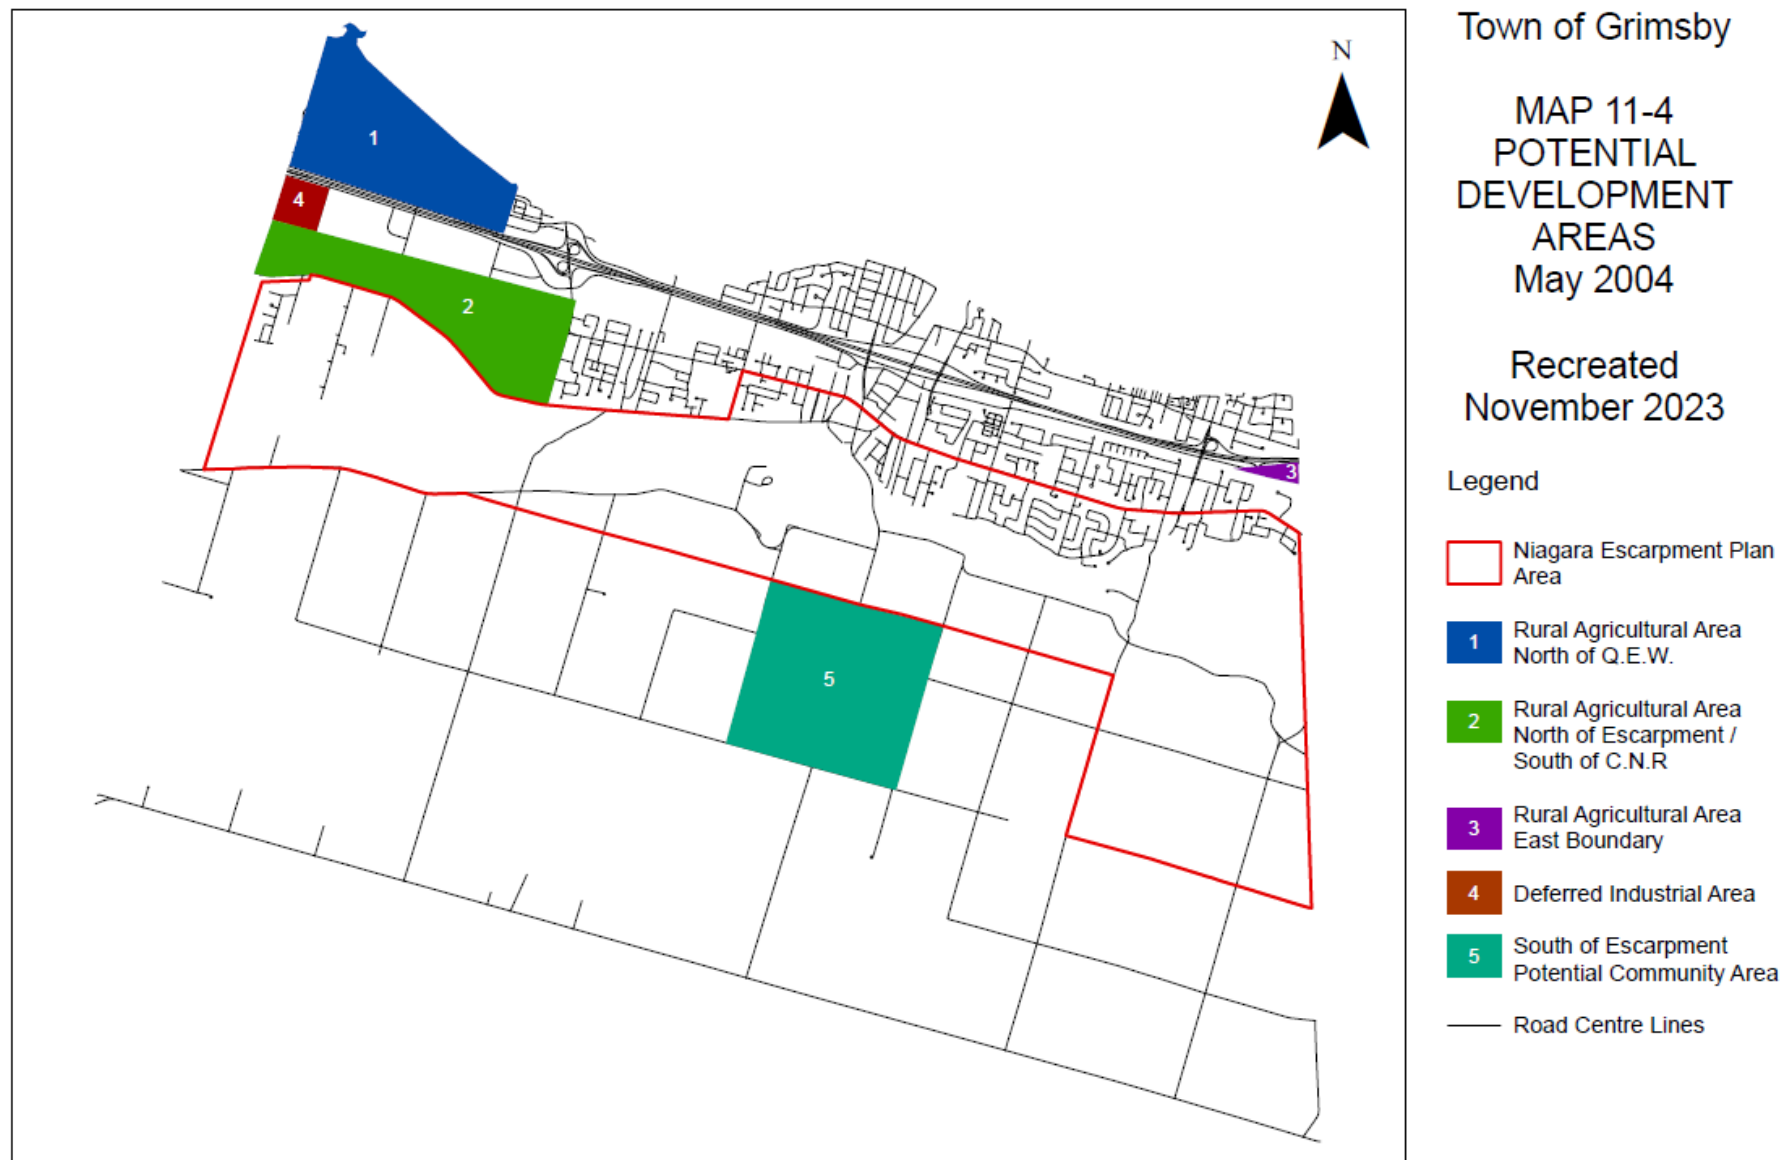 Town of Grimsby
MAP 11-4
POTENTIAL
DEVELOPMENT
AREAS
May 2004
Recreated
November 2023
Legend
Niagara Escarpment Plan
Area
1
Rural Agricultural Area
North of Q.E.W.
2
Rural Agricultural Area
North of Escarpment /
South of C.N.R
3
Rural Agricultural Area
East Boundary
4
Deferred Industrial Area
5
South of Escarpment
Potential Community Area
Road Centre Lines
N
1
4
2
3
5